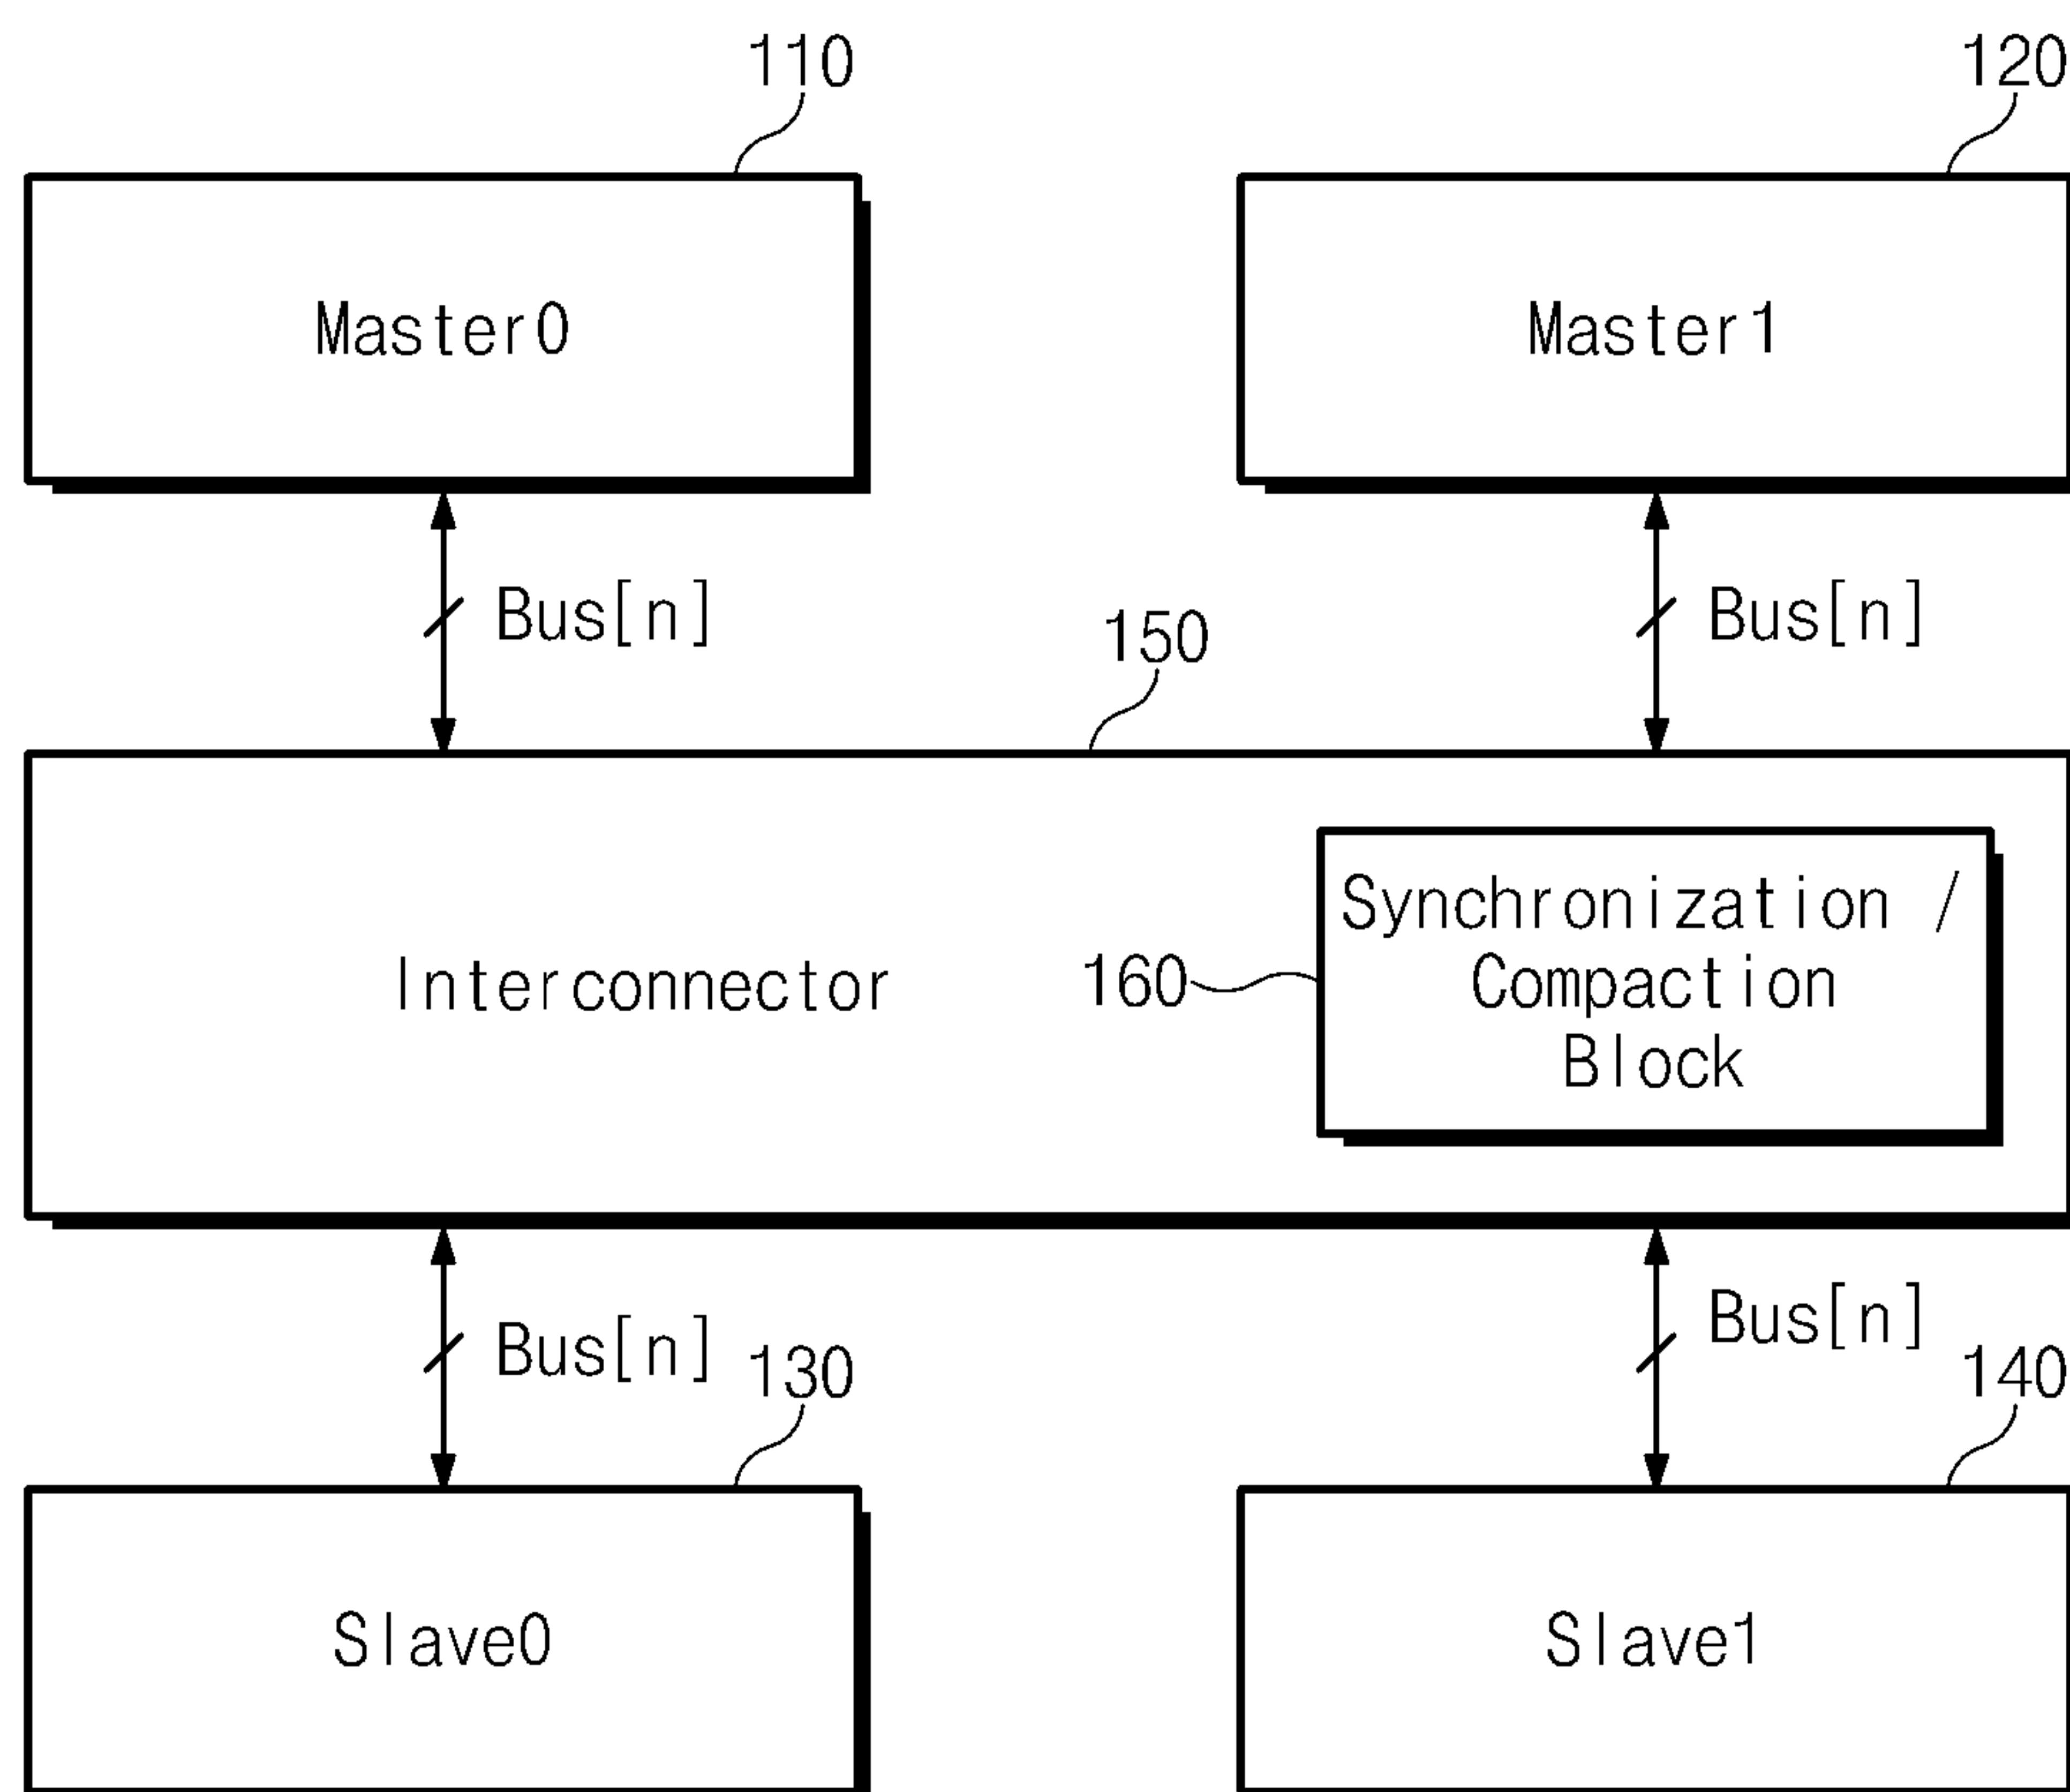 110
120
Master0
Master1
Bus[n]
Bus[n]
150
Interconnector
160
Synchronization /
Compaction
Block
Bus[n]
Bus[n]
130
140
Slave0
Slave1